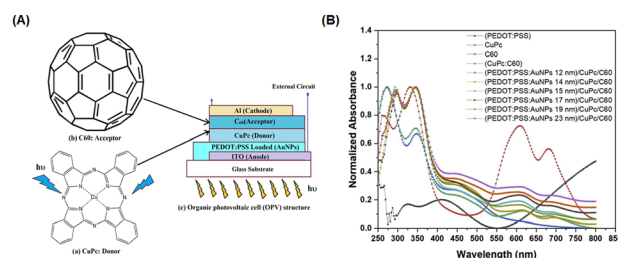 (A)
(b) C60: Acceptor
hυ
N
N
N
N
N
N
N
N
Cu
(a) CuPc: Donor
External Circuit
Al (Cathode)
C₆₀(Acceptor)
CuPc (Donor)
PEDOT:PSS Loaded (AuNPs)
ITO (Anode)
Glass Substrate
hυ
(c) Organic photovoltaic cell (OPV) structure
(B)
Normalized Absorbance
1.4
1.2
1.0
0.8
0.6
0.4
0.2
0.0
(PEDOT:PSS)
CuPc
C60
(CuPc:C60)
(PEDOT:PSS:AuNPs 12 nm)/CuPc/C60
(PEDOT:PSS:AuNPs 14 nm)/CuPc/C60
(PEDOT:PSS:AuNPs 15 nm)/CuPc/C60
(PEDOT:PSS:AuNPs 17 nm)/CuPc/C60
(PEDOT:PSS:AuNPs 19 nm)/CuPc/C60
(PEDOT:PSS:AuNPs 23 nm)/CuPc/C60
250 300 350 400 450 500 550 600 650 700 750 800 850
Wavelength (nm)